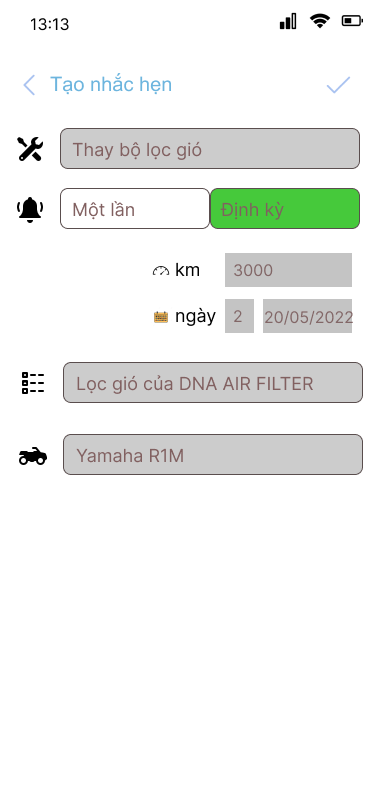 13:13
Tạo nhắc hẹn
Thay bộ lọc gió
Một lần Định kỳ
km 3000
ngày 2 20/05/2022
Lọc gió của DNA AIR FILTER
Yamaha R1M